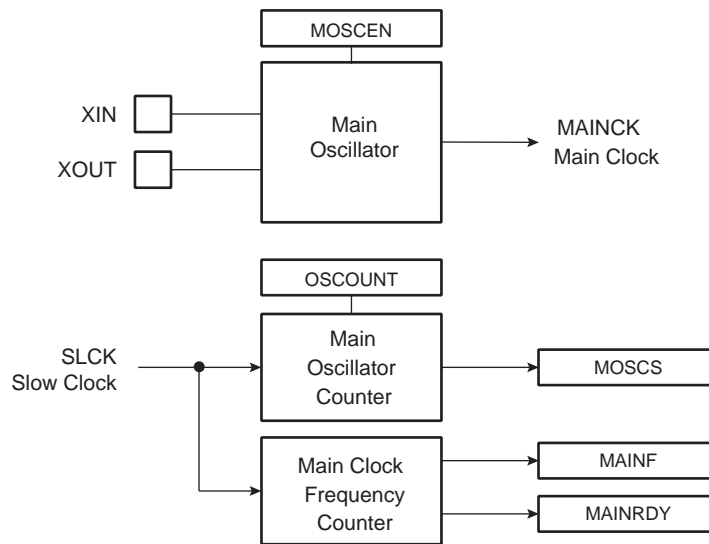 MOSCEN
XIN
XOUT
Main
Oscillator
MAINCK
Main Clock
OSCOUNT
SLCK
Slow Clock
Main
Oscillator
Counter
MOSCS
Main Clock
Frequency
Counter
MAINF
MAINRDY